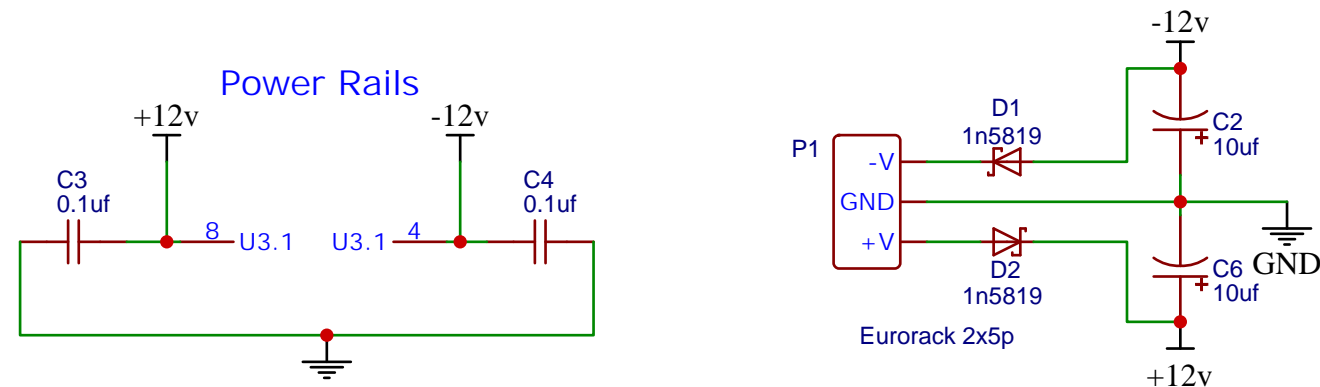 Power Rails
+12v
-12v
C3
0.1uf
C4
0.1uf
8
U3.1
U3.1
4
-12v
D1
1n5819
C2
10uf
P1
-V
GND
+V
D2
1n5819
C6
10uf
GND
Eurorack 2x5p
+12v